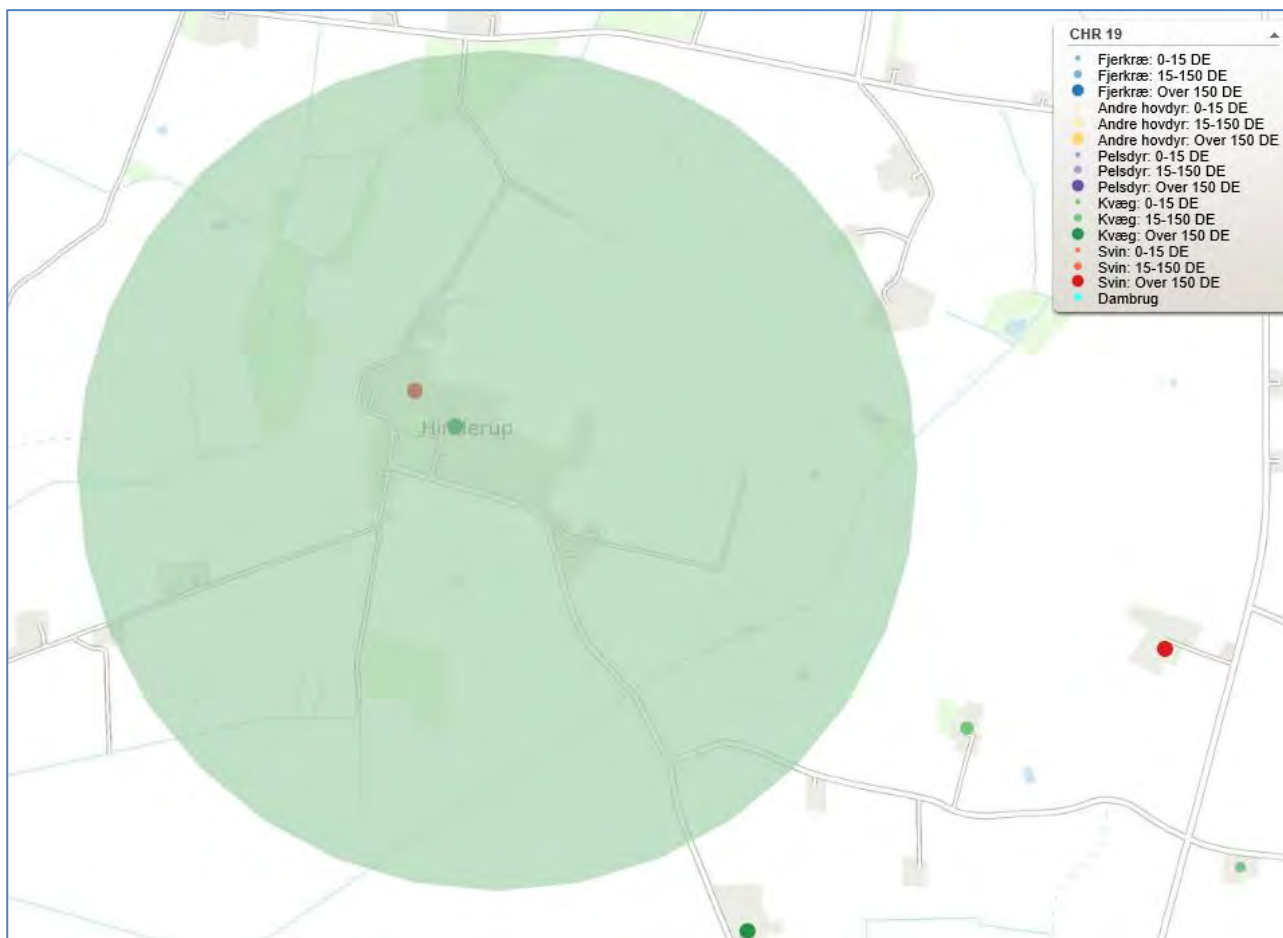 CHR 19
Fjerkræ: 0-15 DE
Fjerkræ: 15-150 DE
Fjerkræ: Over 150 DE
Andre hovdyr: 0-15 DE
Andre hovdyr: 15-150 DE
Andre hovdyr: Over 150 DE
Pelsdyr: 0-15 DE
Pelsdyr: 15-150 DE
Pelsdyr: Over 150 DE
Kvæg: 0-15 DE
Kvæg: 15-150 DE
Kvæg: Over 150 DE
Svin: 0-15 DE
Svin: 15-150 DE
Svin: Over 150 DE
Dambrug